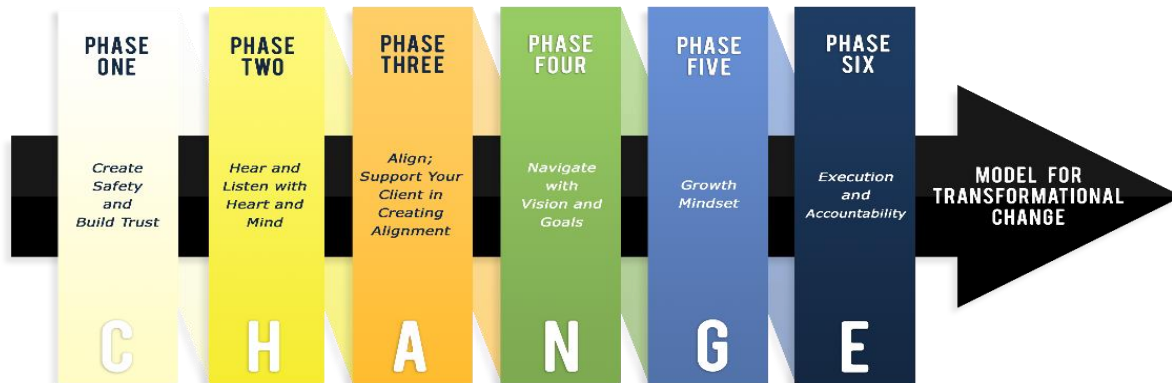 PHASE
ONE
Create
Safety
and
Build Trust
C
PHASE
TWO
Hear and
Listen with
Heart and
Mind
H
PHASE
THREE
Align;
Support Your
Client in
Creating
Alignment
A
PHASE
FOUR
Navigate
with
Vision and
Goals
N
PHASE
FIVE
Growth
Mindset
G
PHASE
SIX
Execution
and
Accountability
E
MODEL FOR
TRANSFORMATIONAL
CHANGE